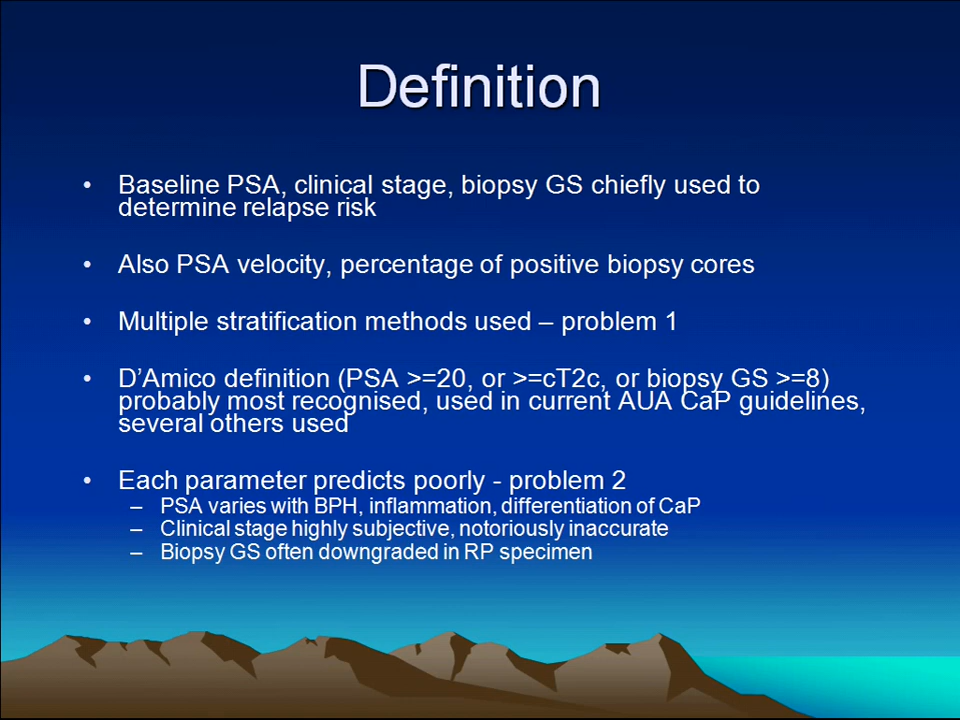 Definition
• Baseline PSA, clinical stage, biopsy GS chiefly used to
determine relapse risk
• Also PSA velocity, percentage of positive biopsy cores
• Multiple stratification methods used – problem 1
• D’Amico definition (PSA >=20, or >=cT2c, or biopsy GS >=8)
probably most recognised, used in current AUA CaP guidelines,
several others used
• Each parameter predicts poorly - problem 2
– PSA varies with BPH, inflammation, differentiation of CaP
– Clinical stage highly subjective, notoriously inaccurate
– Biopsy GS often downgraded in RP specimen